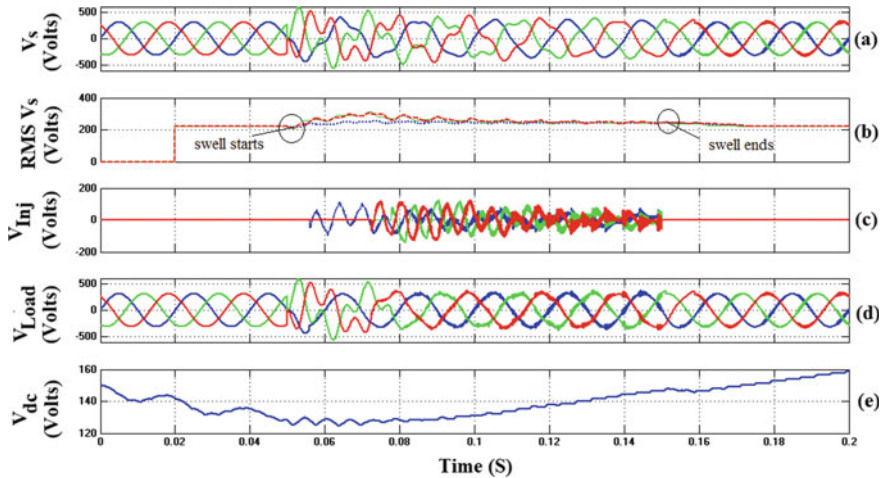 500
0
-500
Vs
(Volts)
(a)
400
200
0
RMS Vs
(Volts)
swell starts
swell ends
(b)
200
0
-200
VInj
(Volts)
(c)
500
0
-500
VLoad
(Volts)
(d)
160
140
120
Vdc
(Volts)
(e)
0 0.02 0.04 0.06 0.08 0.1 0.12 0.14 0.16 0.18 0.2
Time (S)